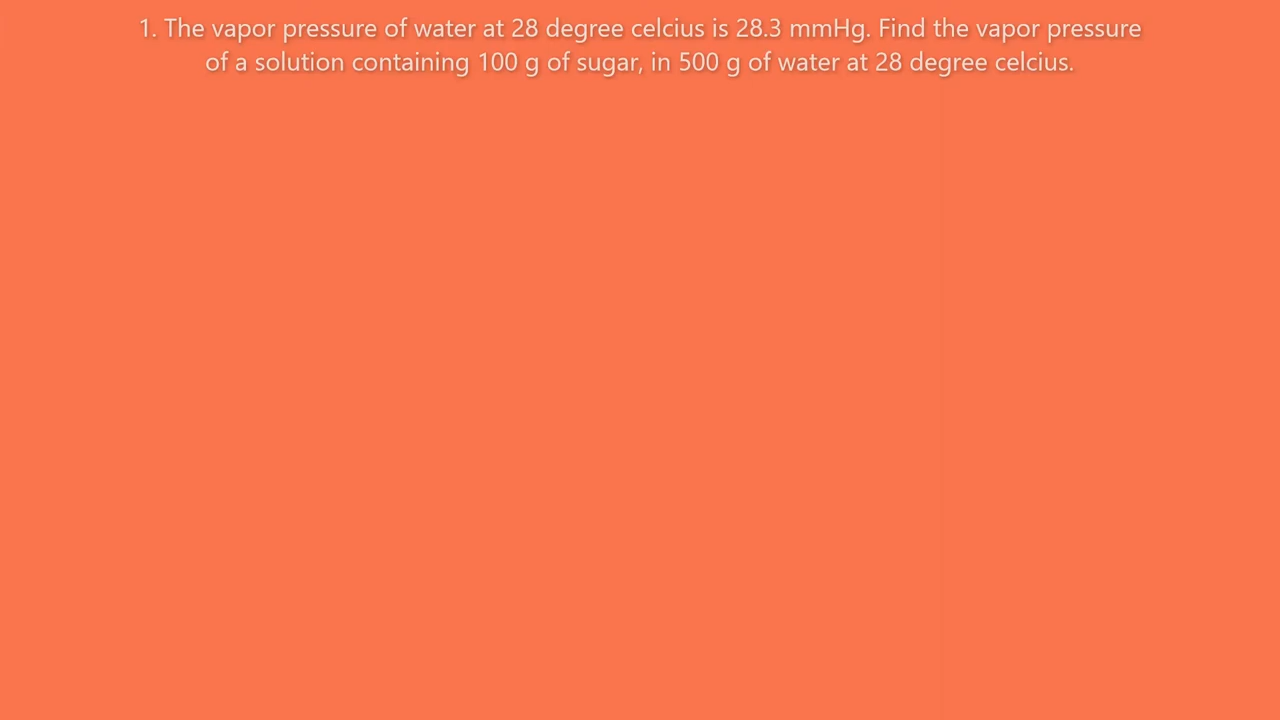 1. The vapor pressure of water at 28 degree celcius is 28.3 mmHg. Find the vapor pressure
of a solution containing 100 g of sugar, in 500 g of water at 28 degree celcius.